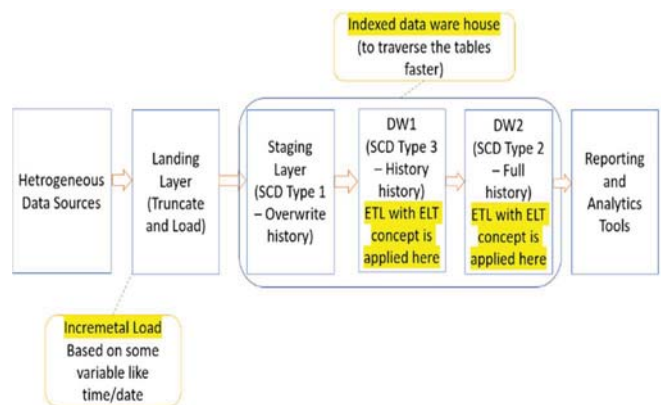 Indexed data ware house
(to traverse the tables
faster)
Hetrogeneous
Data Sources
Landing
Layer
(Truncate and
Load)
Staging
Layer
(SCD Type 1
– Overwrite
history)
DW1
(SCD Type 3
– History
history)
ETL with ELT
concept is
applied here
DW2
(SCD Type 2
– Full
history)
ETL with ELT
concept is
applied here
Reporting
and
Analytics
Tools
Incremetal Load
Based on some
variable like
time/date